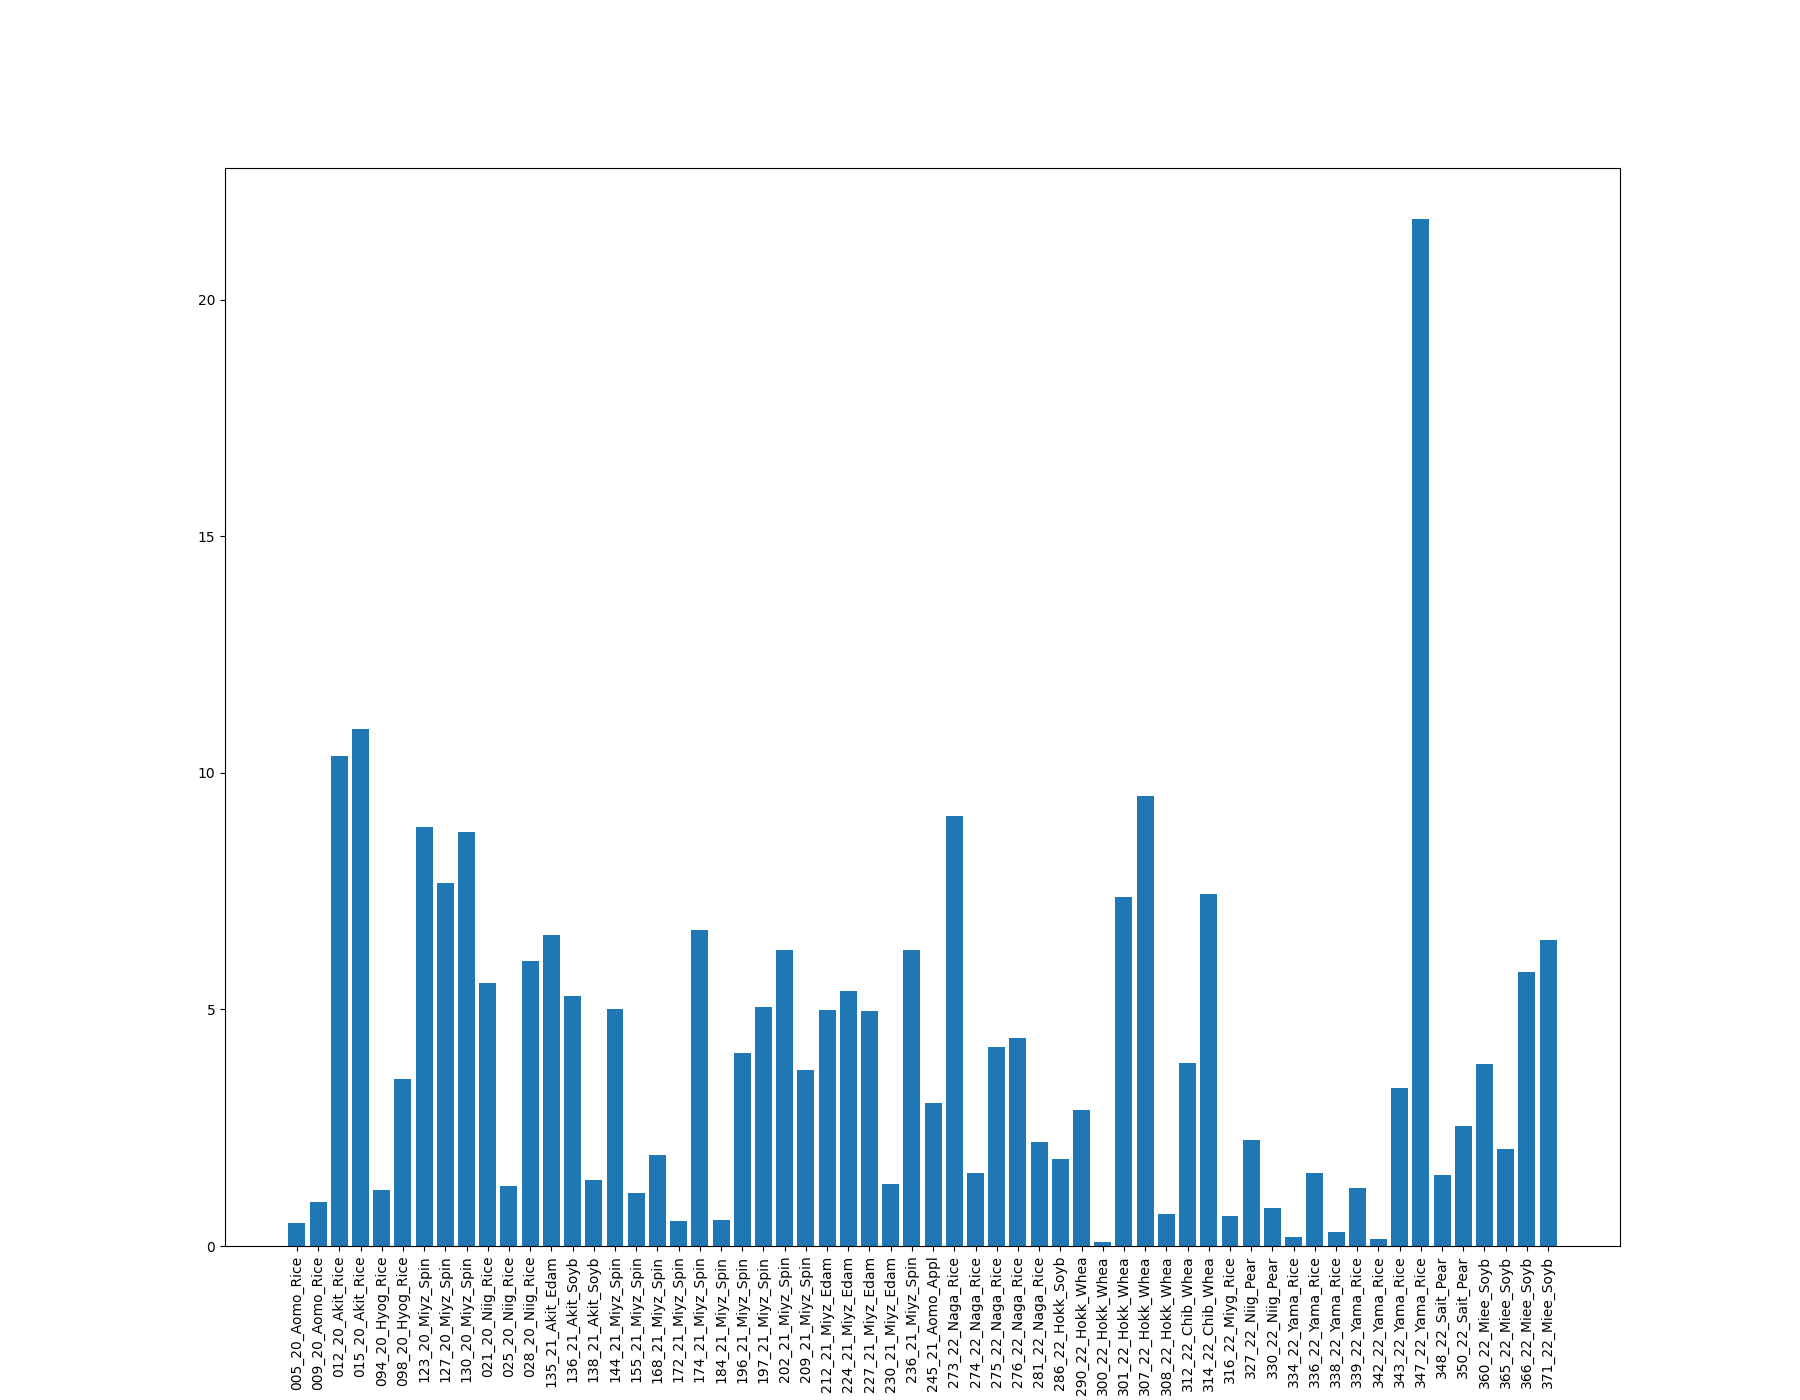 20
15
10
5
0
005_20_Aomo_Rice
009_20_Aomo_Rice
012_20_Akit_Rice
015_20_Akit_Rice
094_20_Hyog_Rice
098_20_Hyog_Rice
123_20_Miyz_Spin
127_20_Miyz_Spin
130_20_Miyz_Spin
021_20_Niig_Rice
025_20_Niig_Rice
028_20_Niig_Rice
135_21_Akit_Edam
136_21_Akit_Soyb
138_21_Akit_Soyb
144_21_Miyz_Spin
155_21_Miyz_Spin
168_21_Miyz_Spin
172_21_Miyz_Spin
174_21_Miyz_Spin
184_21_Miyz_Spin
196_21_Miyz_Spin
197_21_Miyz_Spin
202_21_Miyz_Spin
209_21_Miyz_Spin
212_21_Miyz_Edam
224_21_Miyz_Edam
227_21_Miyz_Edam
230_21_Miyz_Edam
236_21_Miyz_Spin
245_21_Aomo_Appl
273_22_Naga_Rice
274_22_Naga_Rice
275_22_Naga_Rice
276_22_Naga_Rice
281_22_Naga_Rice
286_22_Hokk_Soyb
290_22_Hokk_Whea
300_22_Hokk_Whea
301_22_Hokk_Whea
307_22_Hokk_Whea
308_22_Hokk_Whea
312_22_Chib_Whea
314_22_Chib_Whea
316_22_Miyg_Rice
327_22_Niig_Pear
330_22_Niig_Pear
334_22_Yama_Rice
336_22_Yama_Rice
338_22_Yama_Rice
339_22_Yama_Rice
342_22_Yama_Rice
343_22_Yama_Rice
347_22_Yama_Rice
348_22_Sait_Pear
350_22_Sait_Pear
360_22_Miee_Soyb
365_22_Miee_Soyb
366_22_Miee_Soyb
371_22_Miee_Soyb